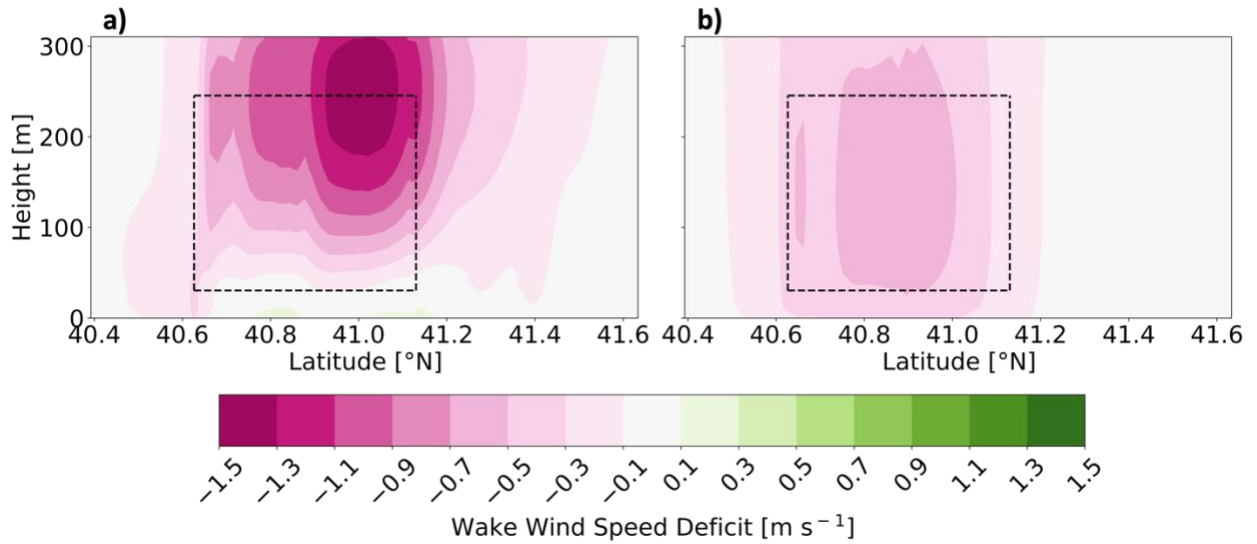 a) b)
300
200
100
0
Height [m]
40.4 40.6 40.8 41.0 41.2 41.4 41.6 40.4 40.6 40.8 41.0 41.2 41.4 41.6
Latitude [°N] Latitude [°N]
−1.5 −1.3 −1.1 −0.9 −0.7 −0.5 −0.3 −0.1 0.1 0.3 0.5 0.7 0.9 1.1 1.3 1.5
Wake Wind Speed Deficit [m s⁻¹]